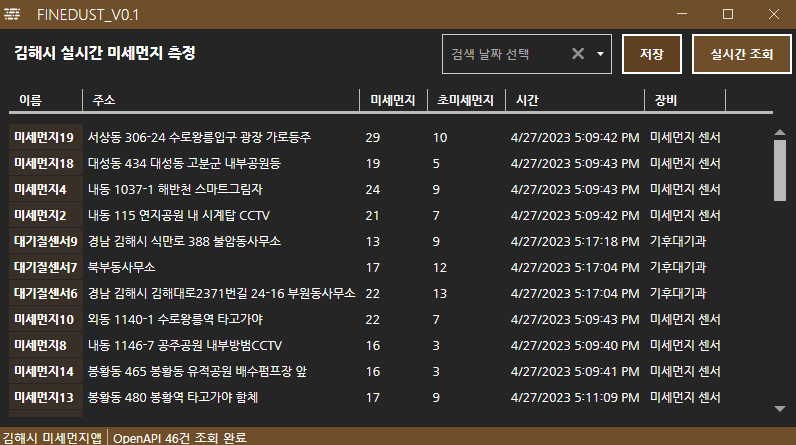 FINEDUST_V0.1
김해시 실시간 미세먼지 측정
검색 날짜 선택
저장
실시간 조회
이름 주소 미세먼지 초미세먼지 시간 장비
미세먼지19 서상동 306-24 수로왕릉입구 광장 가로등주 29 10 4/27/2023 5:09:42 PM 미세먼지 센서
미세먼지18 대성동 434 대성동 고분군 내부공원등 19 5 4/27/2023 5:09:43 PM 미세먼지 센서
미세먼지4 내동 1037-1 해반천 스마트그림자 24 9 4/27/2023 5:09:43 PM 미세먼지 센서
미세먼지2 내동 115 연지공원 내 시계탑 CCTV 21 7 4/27/2023 5:09:42 PM 미세먼지 센서
대기질센서9 경남 김해시 식만로 388 불암동사무소 13 9 4/27/2023 5:17:18 PM 기후대기과
대기질센서7 북부동사무소 17 12 4/27/2023 5:17:04 PM 기후대기과
대기질센서6 경남 김해시 김해대로2371번길 24-16 부원동사무소 22 13 4/27/2023 5:17:04 PM 기후대기과
미세먼지10 외동 1140-1 수로왕릉역 타고가야 22 7 4/27/2023 5:09:43 PM 미세먼지 센서
미세먼지8 내동 1146-7 공주공원 내부방범CCTV 16 3 4/27/2023 5:09:40 PM 미세먼지 센서
미세먼지14 봉황동 465 봉황동 유적공원 배수펌프장 앞 16 3 4/27/2023 5:09:41 PM 미세먼지 센서
미세먼지13 봉황동 480 봉황역 타고가야 함체 17 9 4/27/2023 5:11:09 PM 미세먼지 센서
김해시 미세먼지앱 OpenAPI 46건 조회 완료